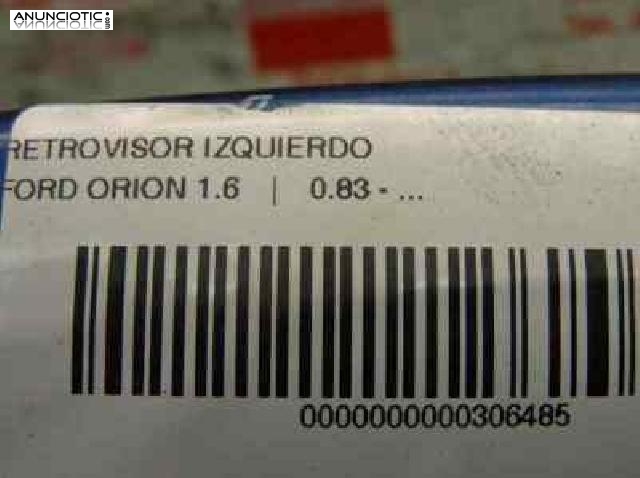 ANUNCIOTIC
RETROVISOR IZQUIERDO
FORD ORION 1.6 | 0.83 - ...
0000000000306485